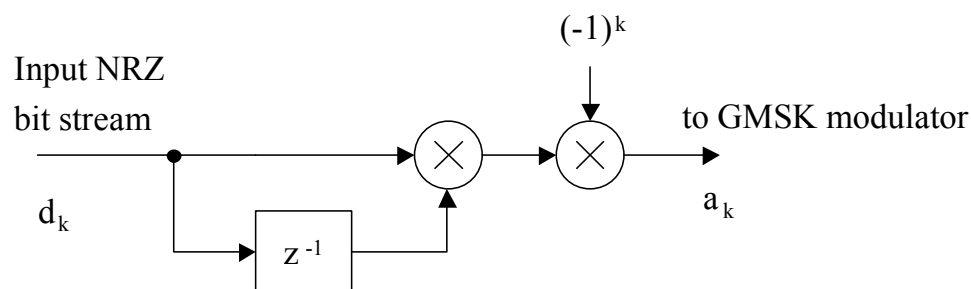 (-1)ᵏ
Input NRZ
bit stream
to GMSK modulator
dₖ
aₖ
z⁻¹